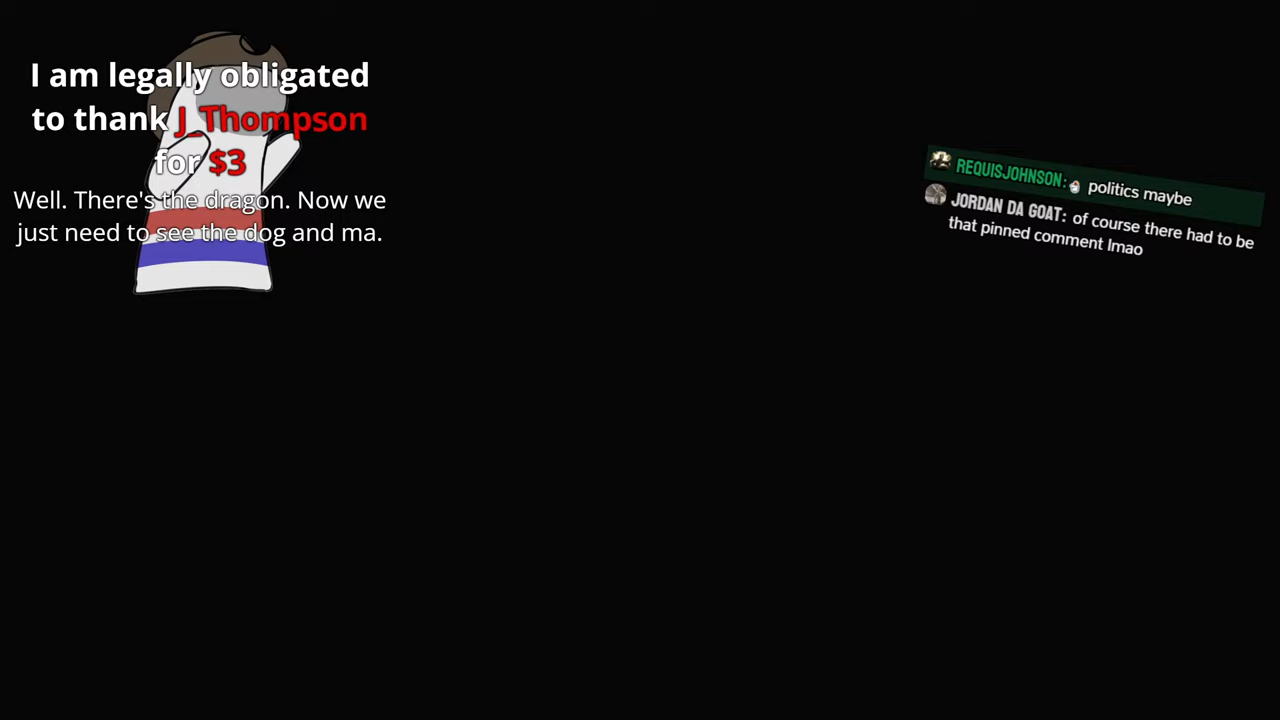 I am legally obligated
to thank J_Thompson
for $3
Well. There's the dragon. Now we
just need to see the dog and ma.
REQUISJOHNSON: politics maybe
JORDAN DA GOAT: of course there had to be
that pinned comment lmao